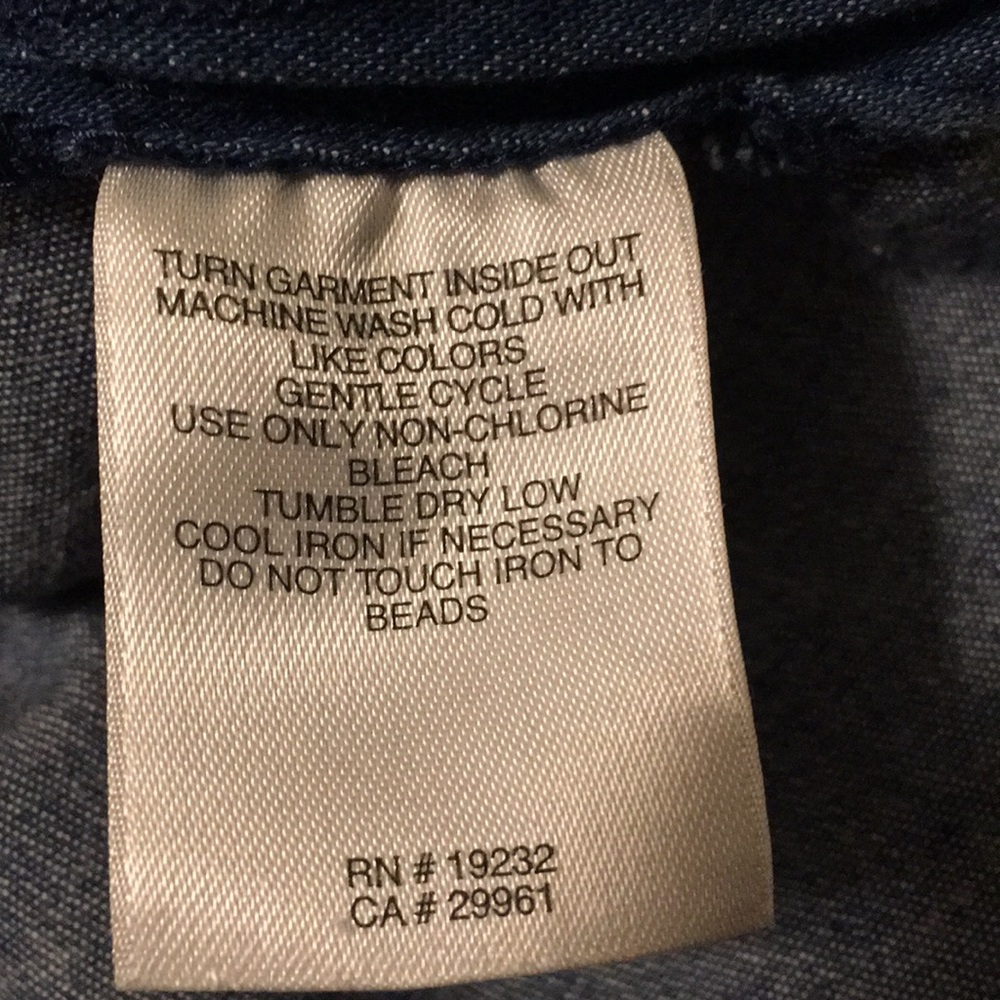 TURN GARMENT INSIDE OUT
MACHINE WASH COLD WITH
LIKE COLORS
GENTLE CYCLE
USE ONLY NON-CHLORINE
BLEACH
TUMBLE DRY LOW
COOL IRON IF NECESSARY
DO NOT TOUCH IRON TO
BEADS
RN # 19232
CA # 29961